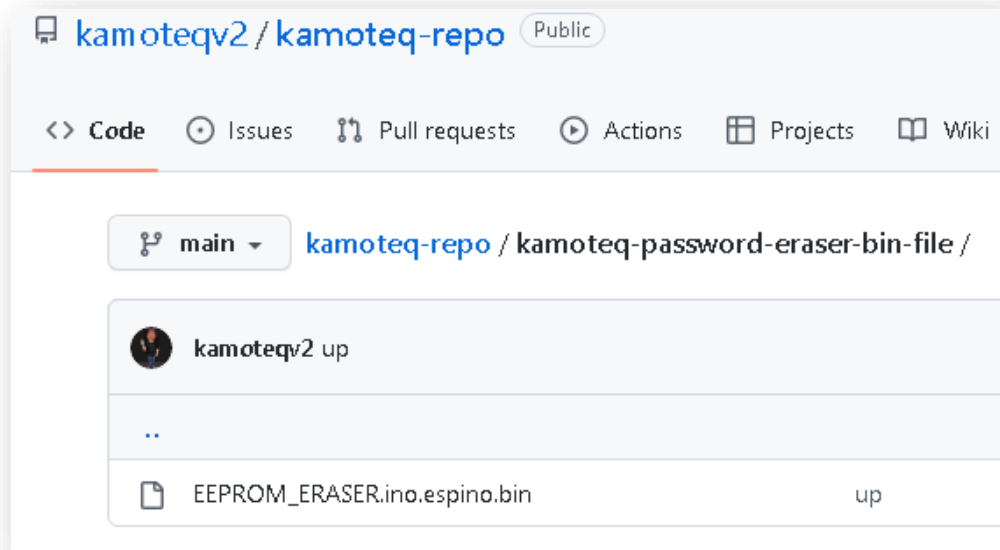 kamoteqv2 / kamoteq-repo Public
Code Issues Pull requests Actions Projects Wiki
main kamoteq-repo / kamoteq-password-eraser-bin-file /
kamoteqv2 up
..
EEPROM_ERASER.ino.espino.bin up